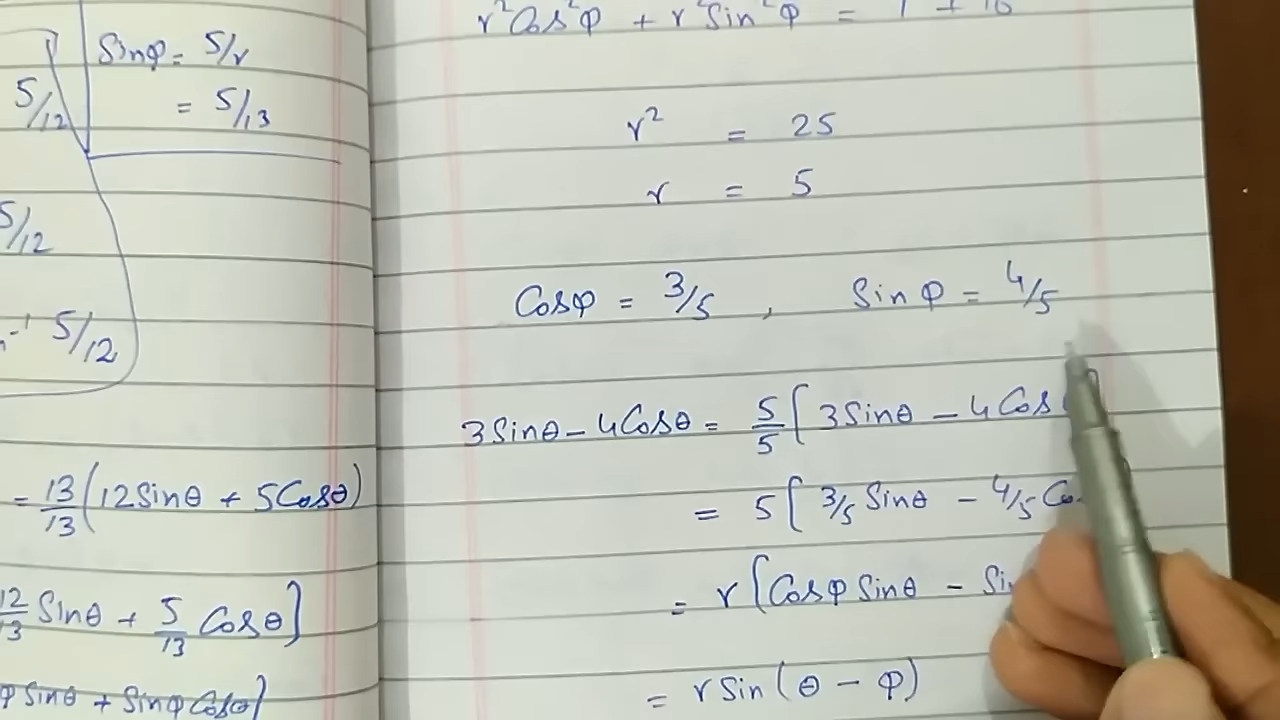 Sinφ = 5/r
= 5/13
5/12
5/12
5/12
= 13/13 (12Sinθ + 5Cosθ)
12/13 Sinθ + 5/13 Cosθ]
φ Sinθ + Sinφ Cosθ]
r²Cos²φ + r²Sin²φ =
r² = 25
r = 5
Cosφ = 3/5 , Sinφ = 4/5
3Sinθ - 4Cosθ = 5/5 [3Sinθ - 4Cos
= 5[3/5 Sinθ - 4/5 Co
= r[Cosφ Sinθ - Sin
= rSin(θ - φ)